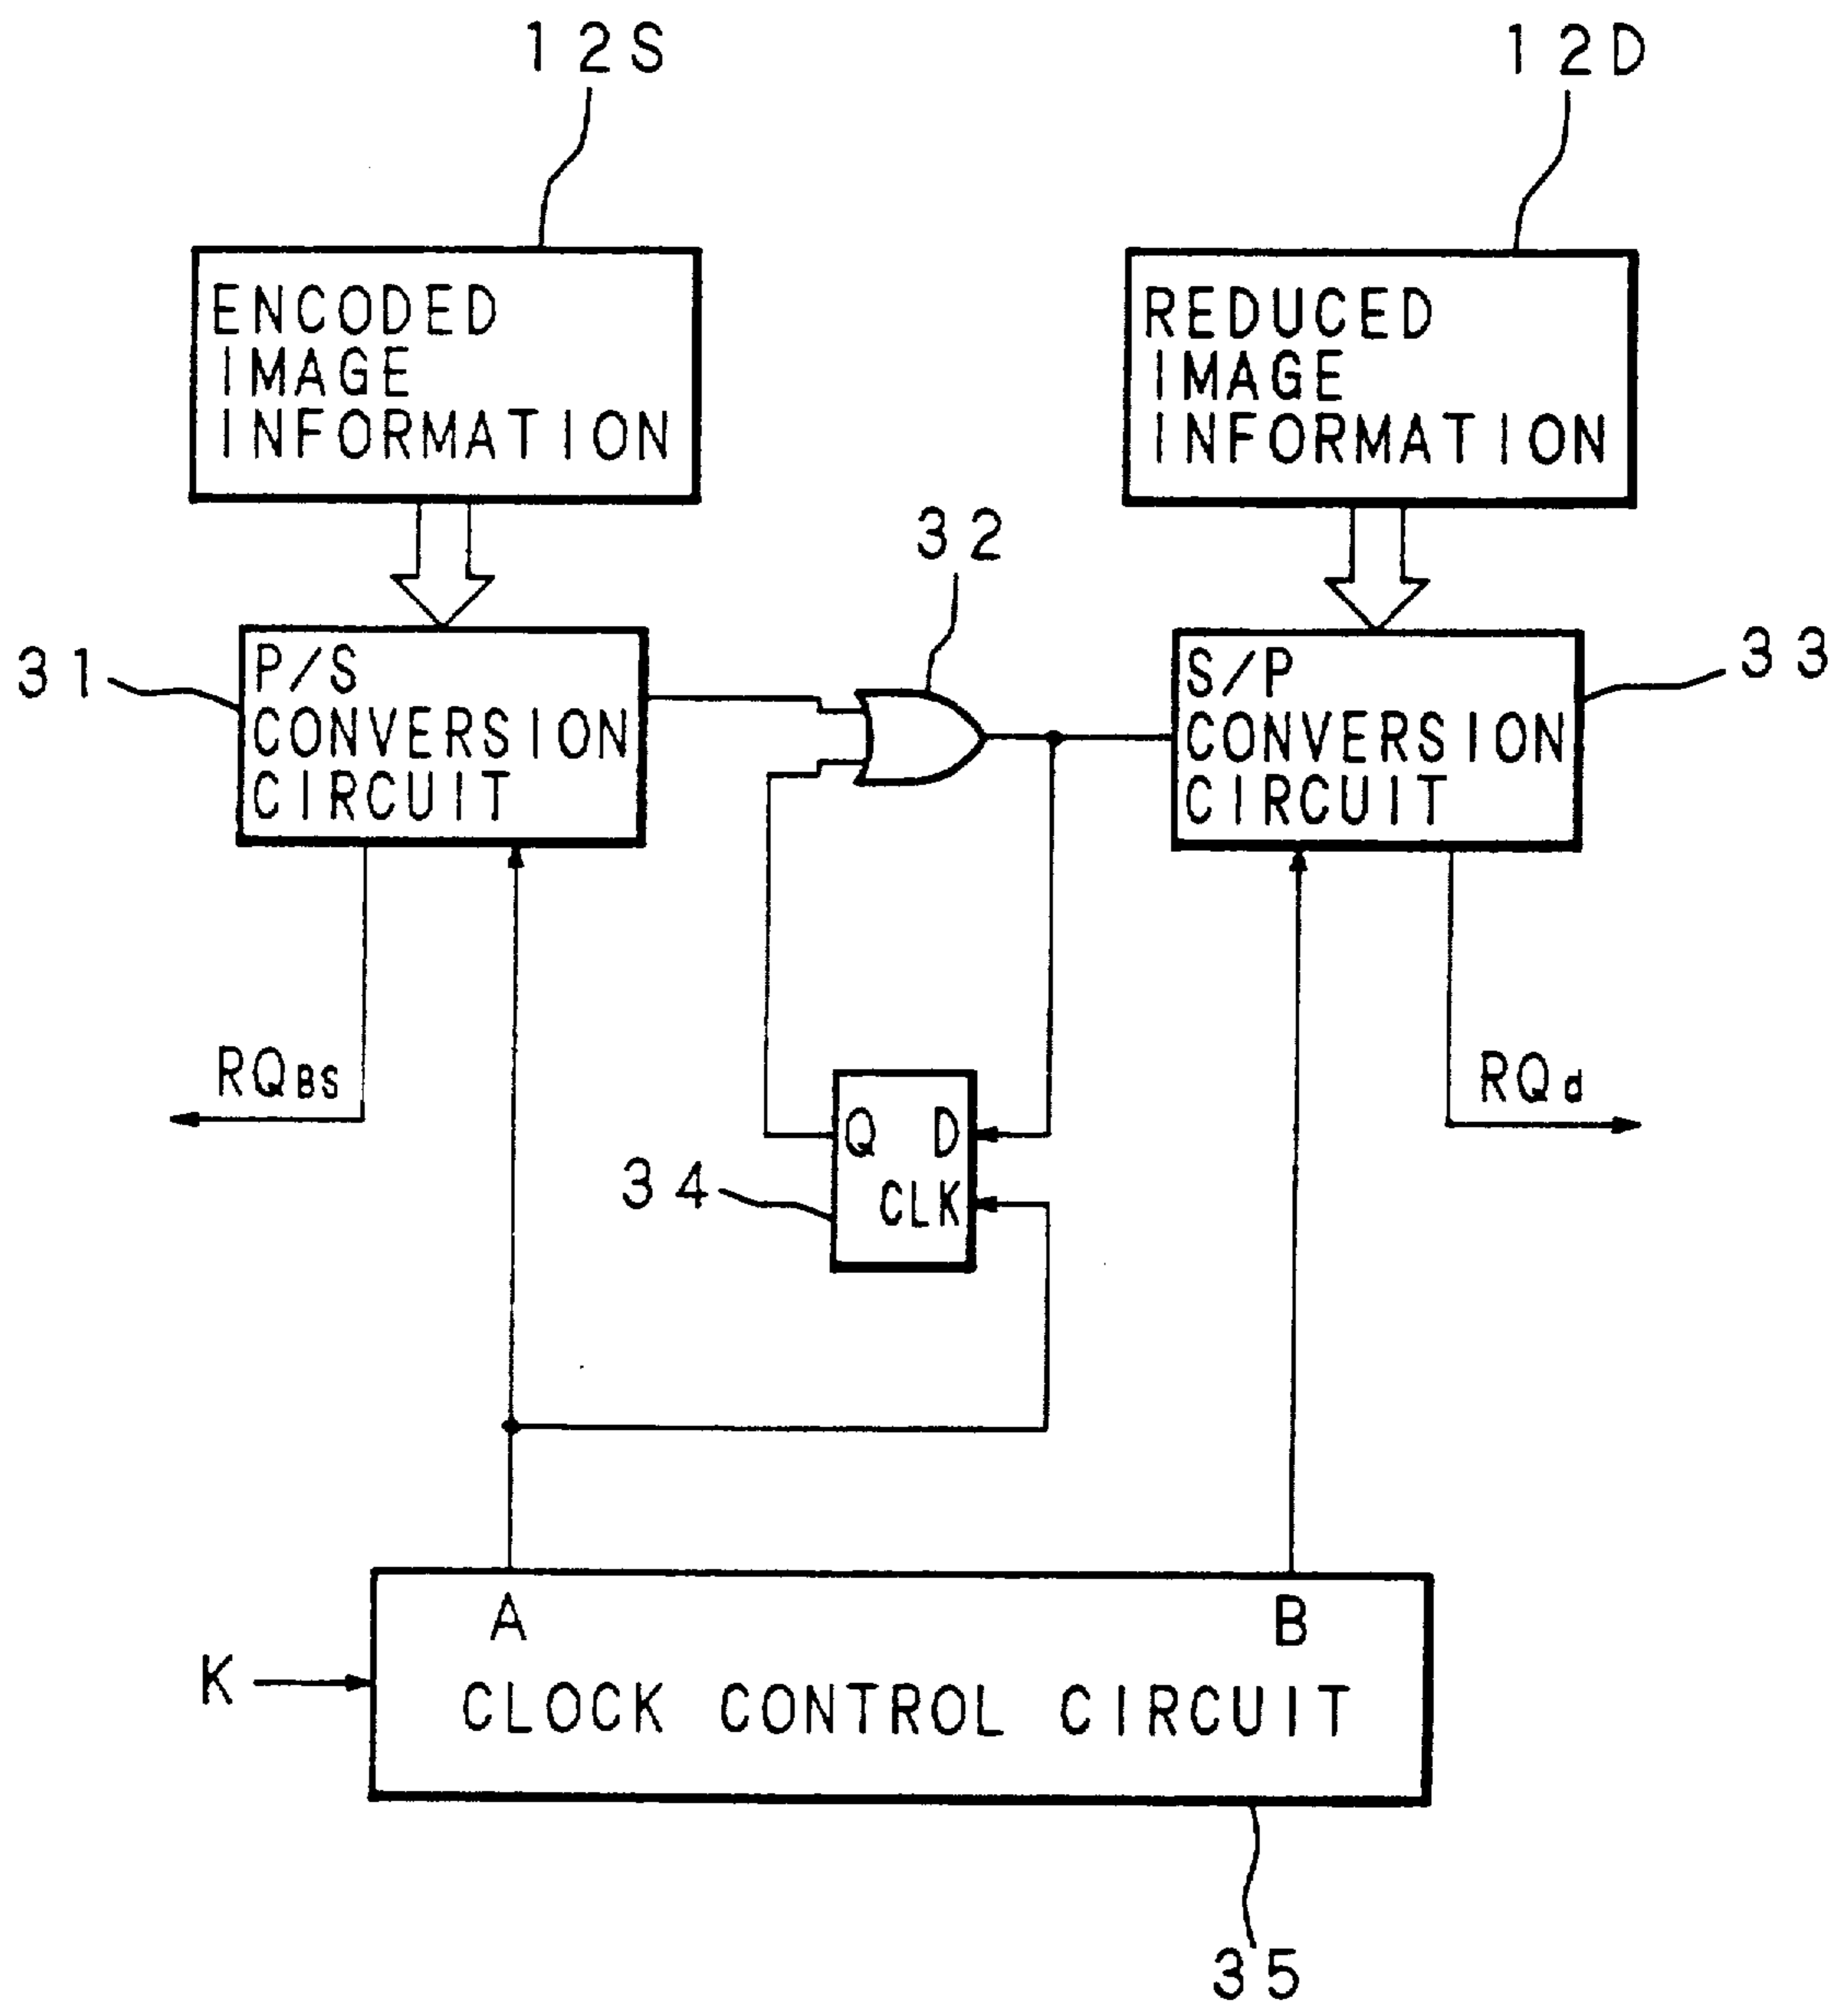 12S
12D
ENCODED
IMAGE
INFORMATION
REDUCED
IMAGE
INFORMATION
32
31
P/S
CONVERSION
CIRCUIT
S/P
CONVERSION
CIRCUIT
33
RQBS
RQd
Q D
CLK
34
A
B
K
CLOCK CONTROL CIRCUIT
35